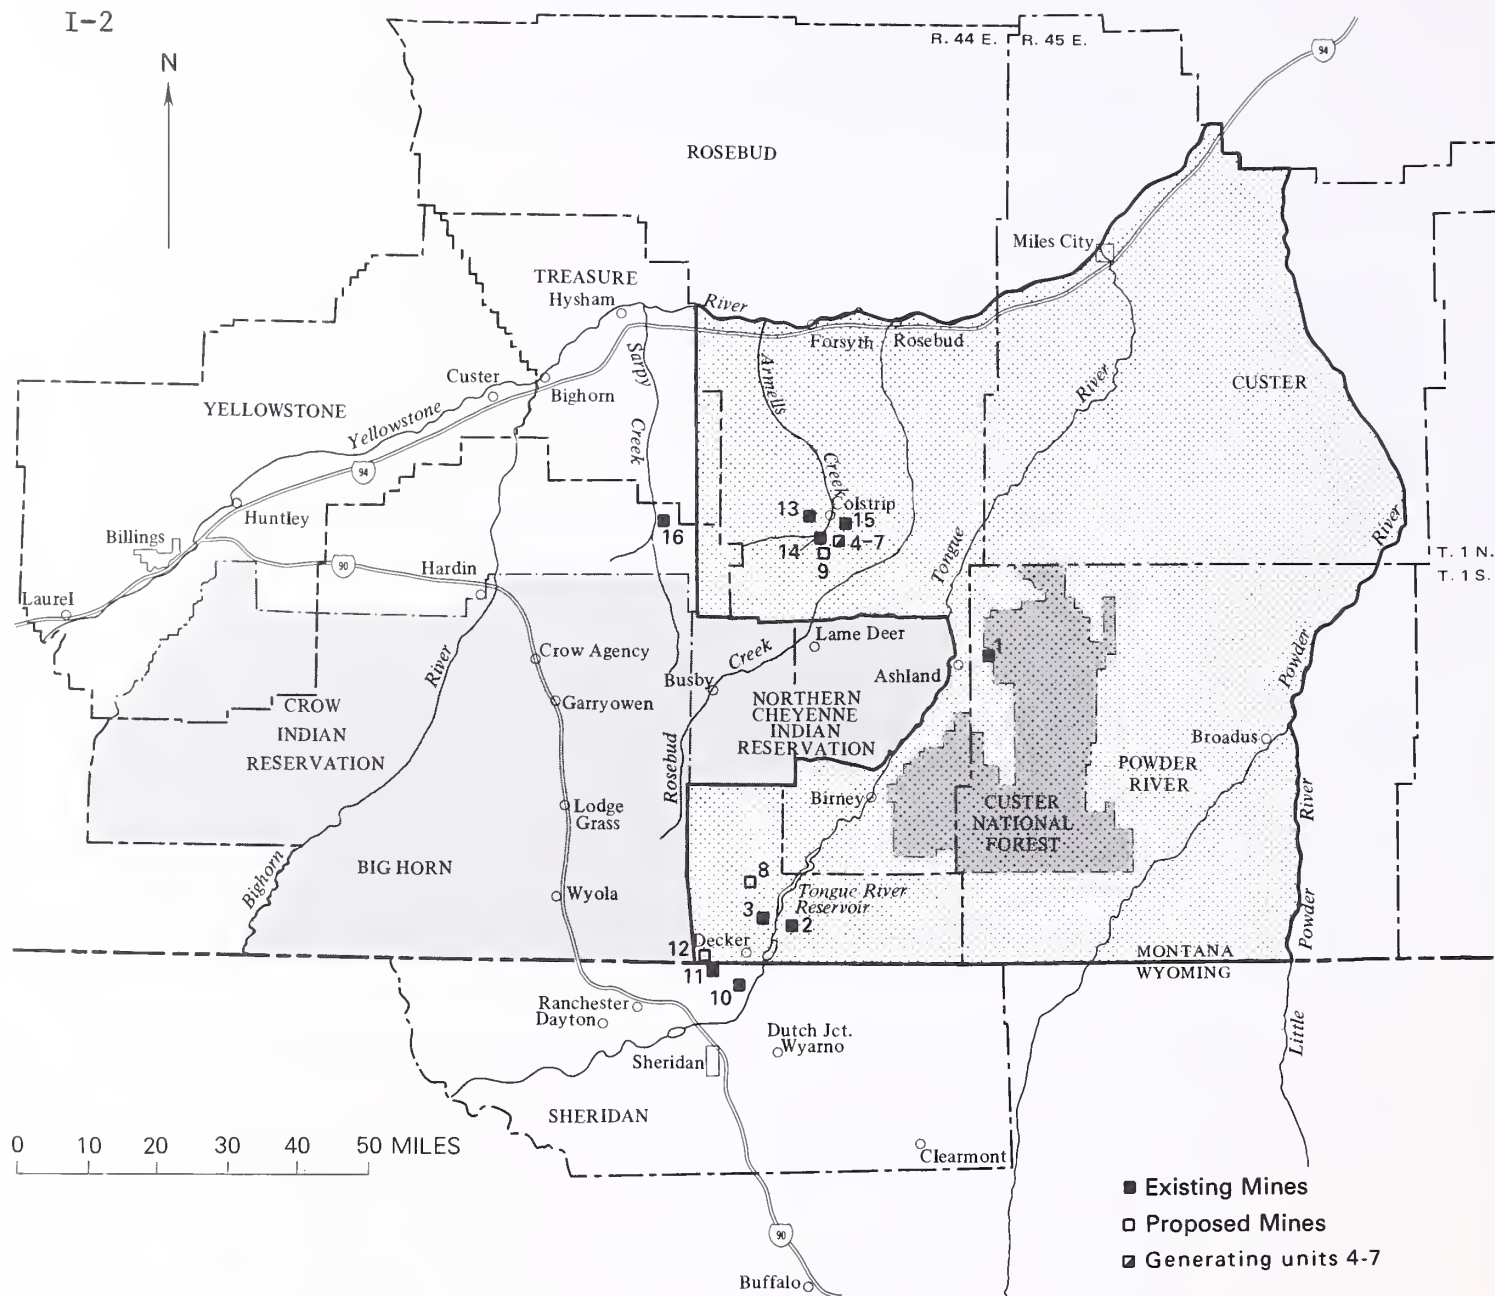 I-2
N
R. 44 E.
R. 45 E.
94
ROSEBUD
Miles City
TREASURE
Hysham
River
Forsyth
Rosebud
Sarpy
Creek
Armells
Creek
River
CUSTER
Custer
Bighorn
YELLOWSTONE
Yellowstone
94
Huntley
Billings
16
13
Colstrip
15
14
4-7
9
Tongue
River
T. 1 N.
T. 1 S.
90
Hardin
Laurel
River
Crow Agency
Lame Deer
Creek
Busby
Ashland
1
Powder
Garryowen
CROW
INDIAN
RESERVATION
NORTHERN
CHEYENNE
INDIAN
RESERVATION
Rosebud
Broadus
POWDER
RIVER
Birney
River
Lodge
Grass
CUSTER
NATIONAL
FOREST
BIG HORN
Bighorn
Wyola
8
Tongue River
Reservoir
3
2
Powder
12
Decker
11
10
MONTANA
WYOMING
Ranchester
Dayton
Dutch Jct.
Wyarno
Little
Sheridan
SHERIDAN
Clearmont
0 10 20 30 40 50 MILES
Existing Mines
Proposed Mines
Generating units 4-7
90
Buffalo